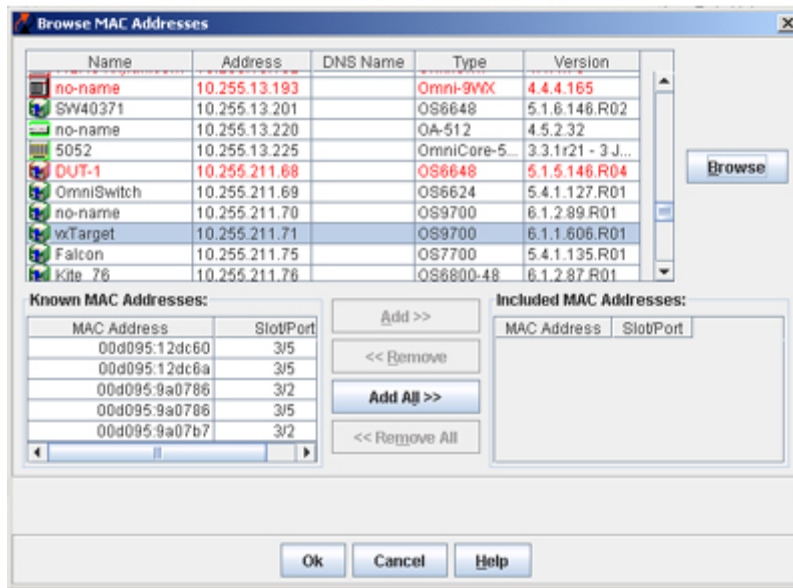 Browse MAC Addresses
Name Address DNS Name Type Version
no-name 10.255.13.193 Omni-9WX 4.4.4.165
SW40371 10.255.13.201 OS6648 5.1.6.146.R02
no-name 10.255.13.220 OA-512 4.5.2.32
5052 10.255.13.225 OmniCore-5... 3.3.1r21 - 3 J...
DUT-1 10.255.211.68 OS6648 5.1.5.146.R04
Browse
OmniSwitch 10.255.211.69 OS6624 5.4.1.127.R01
no-name 10.255.211.70 OS9700 6.1.2.89.R01
vxTarget 10.255.211.71 OS9700 6.1.1.606.R01
Falcon 10.255.211.75 OS7700 5.4.1.135.R01
Kite_76 10.255.211.76 OS6800-48 6.1.2.87.R01
Known MAC Addresses:
MAC Address Slot/Port
00d095:12dc60 3/5
00d095:12dc6a 3/5
00d095:9a0786 3/2
00d095:9a0786 3/5
00d095:9a07b7 3/2
Add >>
<< Remove
Add All >>
<< Remove All
Included MAC Addresses:
MAC Address Slot/Port
Ok Cancel Help